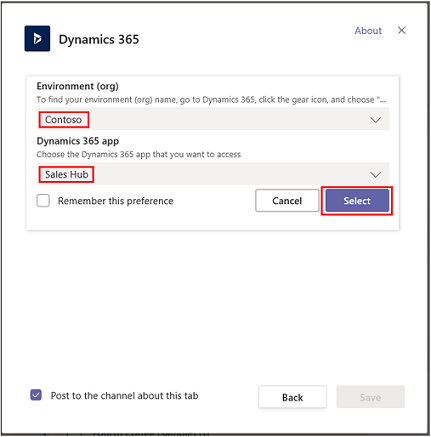 Dynamics 365
About
Environment (org)
To find your environment (org) name, go to Dynamics 365, click the gear icon, and choose "...
Contoso
Dynamics 365 app
Choose the Dynamics 365 app that you want to access
Sales Hub
Remember this preference
Cancel
Select
Post to the channel about this tab
Back
Save